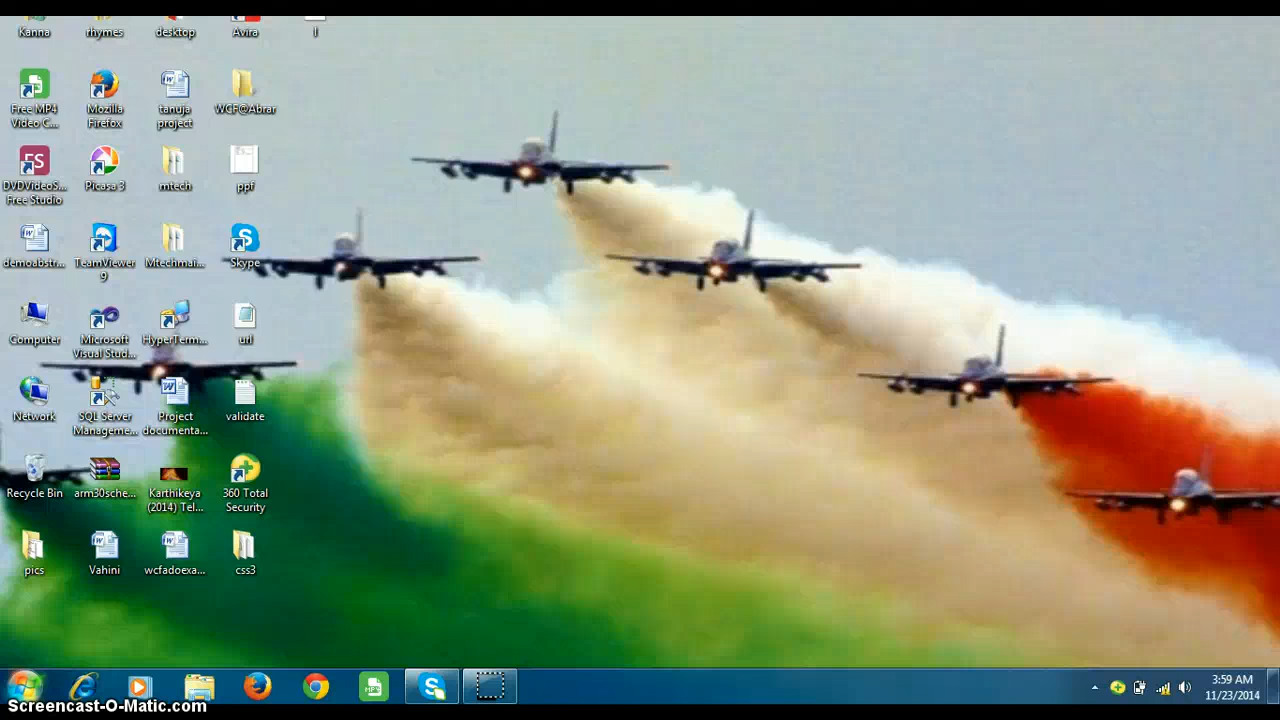 Kanna
rhymes
desktop
Avira
Free MP4
Video C...
Mozilla
Firefox
tanuja
project
WCF@Abrar
DVDVideoS...
Free Studio
Picasa 3
mtech
ppf
demoabstr...
TeamViewer
9
Mtechmai...
Skype
Computer
Microsoft
Visual Stud...
HyperTerm...
url
Network
SQL Server
Manageme...
Project
documenta...
validate
Recycle Bin
arm30sche...
Karthikeya
(2014) Tel...
360 Total
Security
pics
Vahini
wcfadoexa...
css3
3:59 AM
11/23/2014
Screencast-O-Matic.com